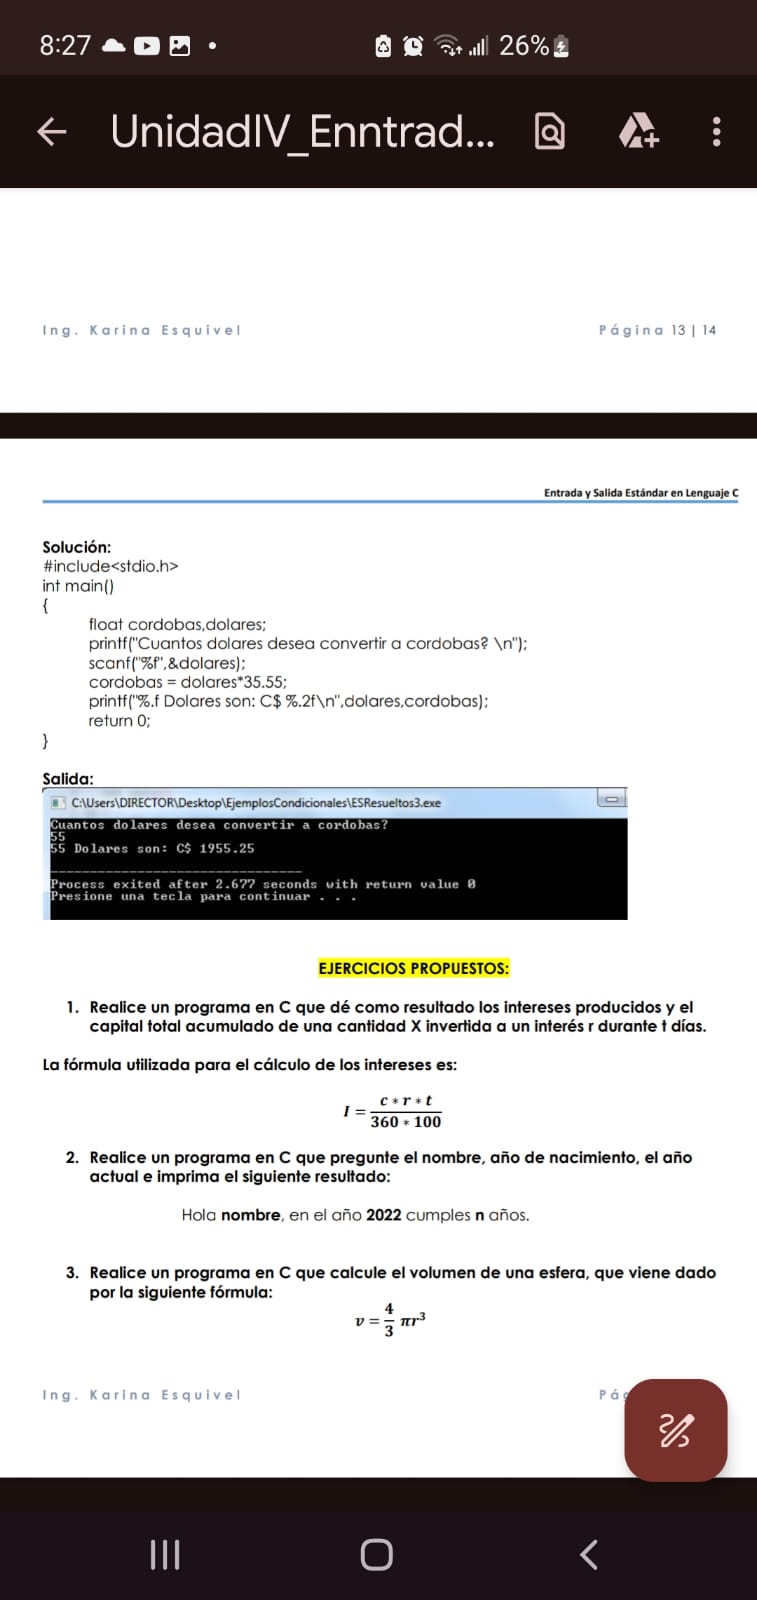 8:27
26%
UnidadIV_Enntrad...
Ing. Karina Esquivel
Página 13 | 14
Entrada y Salida Estándar en Lenguaje C
Solución:
#include<stdio.h>
int main()
{
float cordobas,dolares;
printf("Cuantos dolares desea convertir a cordobas? \n");
scanf("%f",&dolares);
cordobas = dolares*35.55;
printf("%.f Dolares son: C$ %.2f\n",dolares,cordobas);
return 0;
}
Salida:
C:\Users\DIRECTOR\Desktop\EjemplosCondicionales\ESResueltos3.exe
Cuantos dolares desea convertir a cordobas?
55
55 Dolares son: C$ 1955.25
--------------------------------
Process exited after 2.677 seconds with return value 0
Presione una tecla para continuar . . .
EJERCICIOS PROPUESTOS:
1. Realice un programa en C que dé como resultado los intereses producidos y el
capital total acumulado de una cantidad X invertida a un interés r durante t días.
La fórmula utilizada para el cálculo de los intereses es:
I = c * r * t / 360 * 100
2. Realice un programa en C que pregunte el nombre, año de nacimiento, el año
actual e imprima el siguiente resultado:
Hola nombre, en el año 2022 cumples n años.
3. Realice un programa en C que calcule el volumen de una esfera, que viene dado
por la siguiente fórmula:
v = 4/3 πr³
Ing. Karina Esquivel
Pág